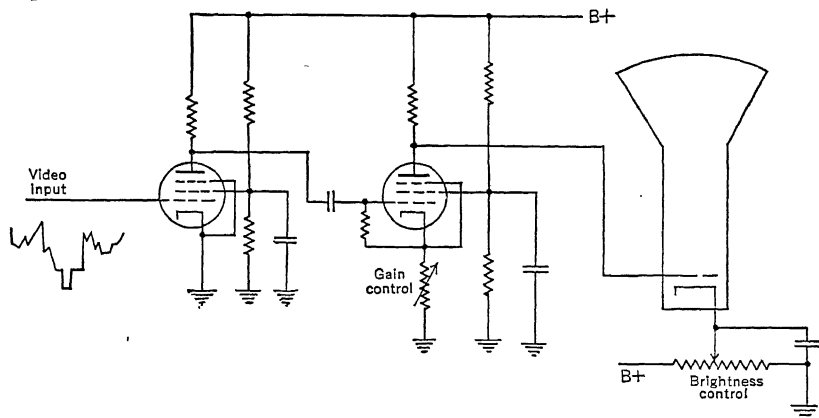 B+
Video
input
Gain
control
B+
Brightness
control